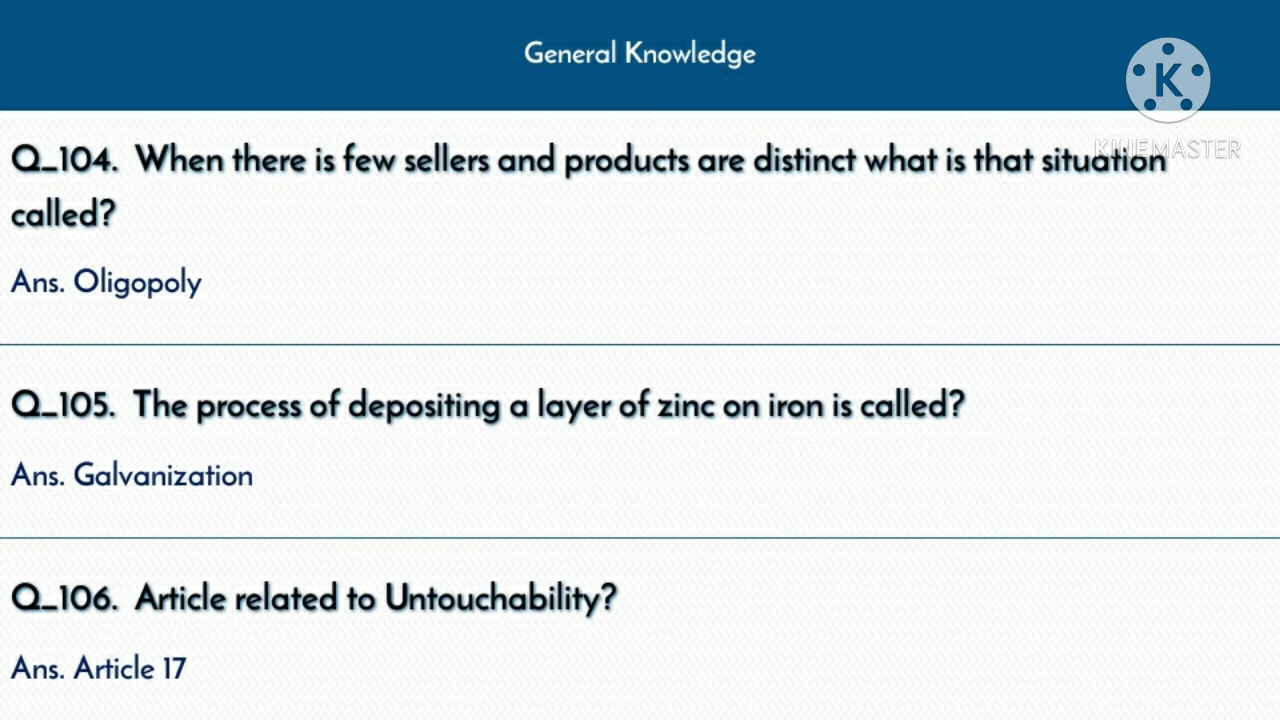 General Knowledge
K
KINEMASTER
Q_104. When there is few sellers and products are distinct what is that situation
called?
Ans. Oligopoly
Q_105. The process of depositing a layer of zinc on iron is called?
Ans. Galvanization
Q_106. Article related to Untouchability?
Ans. Article 17